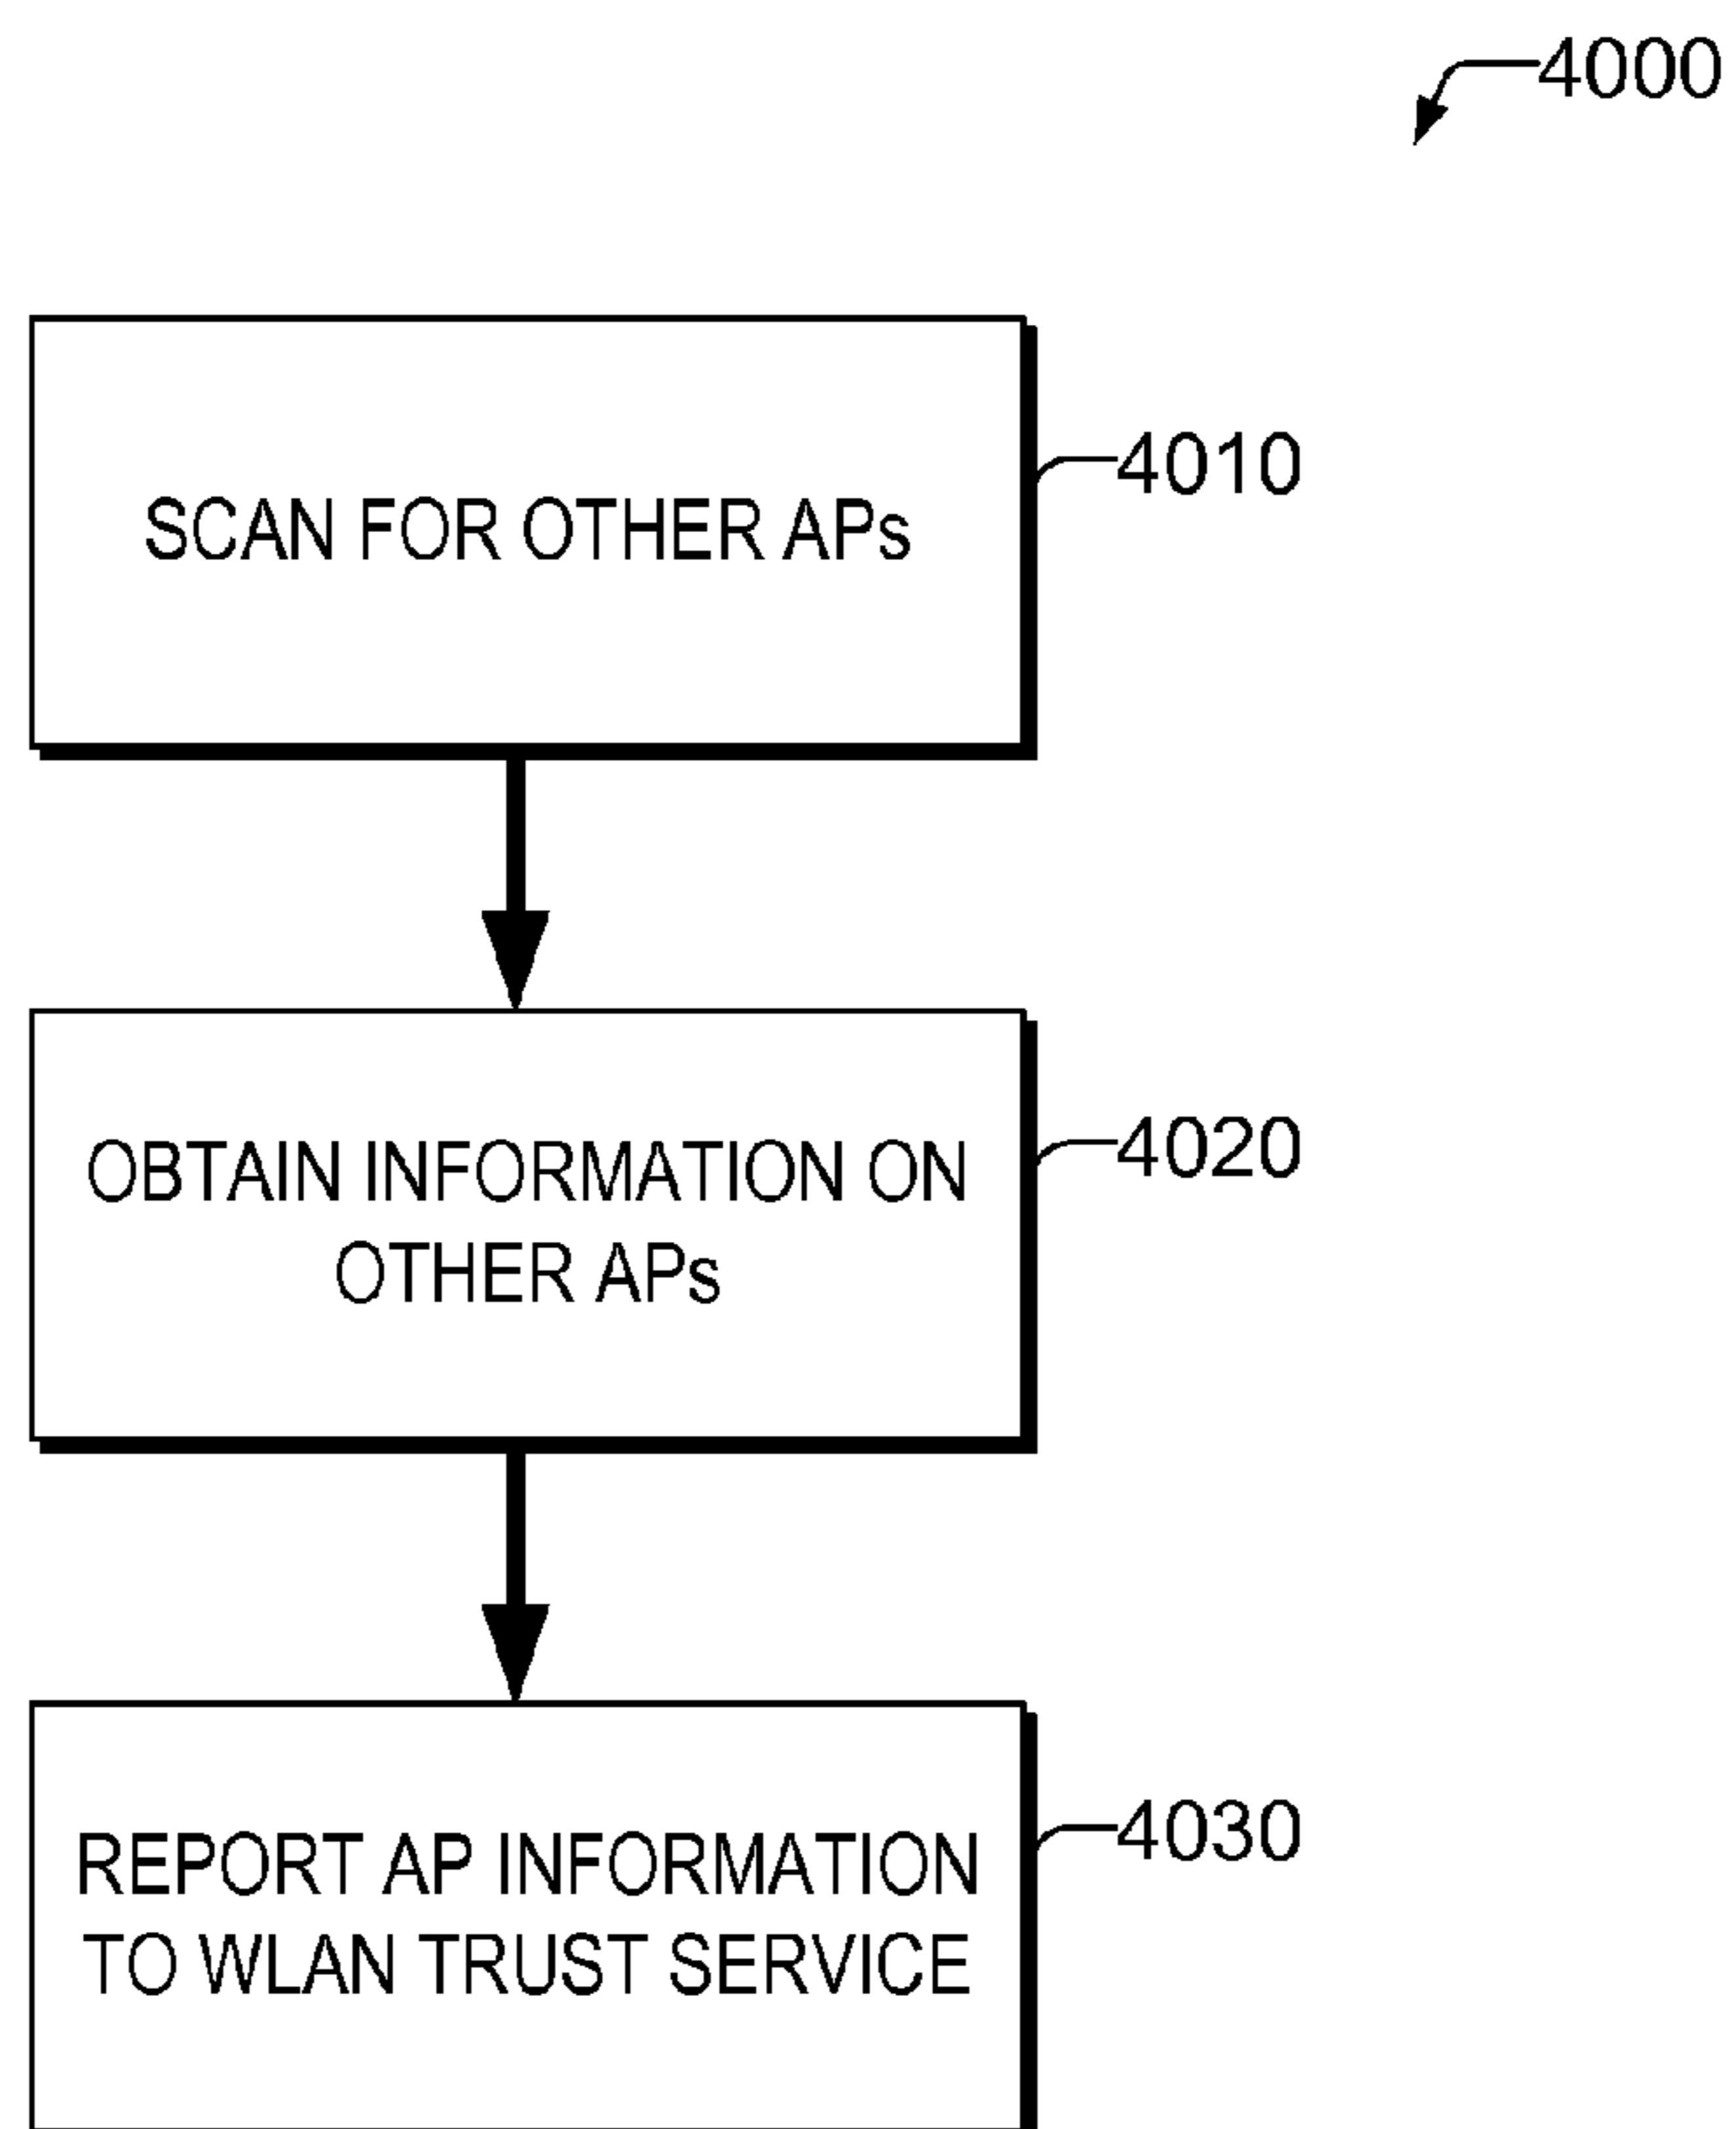 4000
SCAN FOR OTHER APs
4010
OBTAIN INFORMATION ON
OTHER APs
4020
REPORT AP INFORMATION
TO WLAN TRUST SERVICE
4030